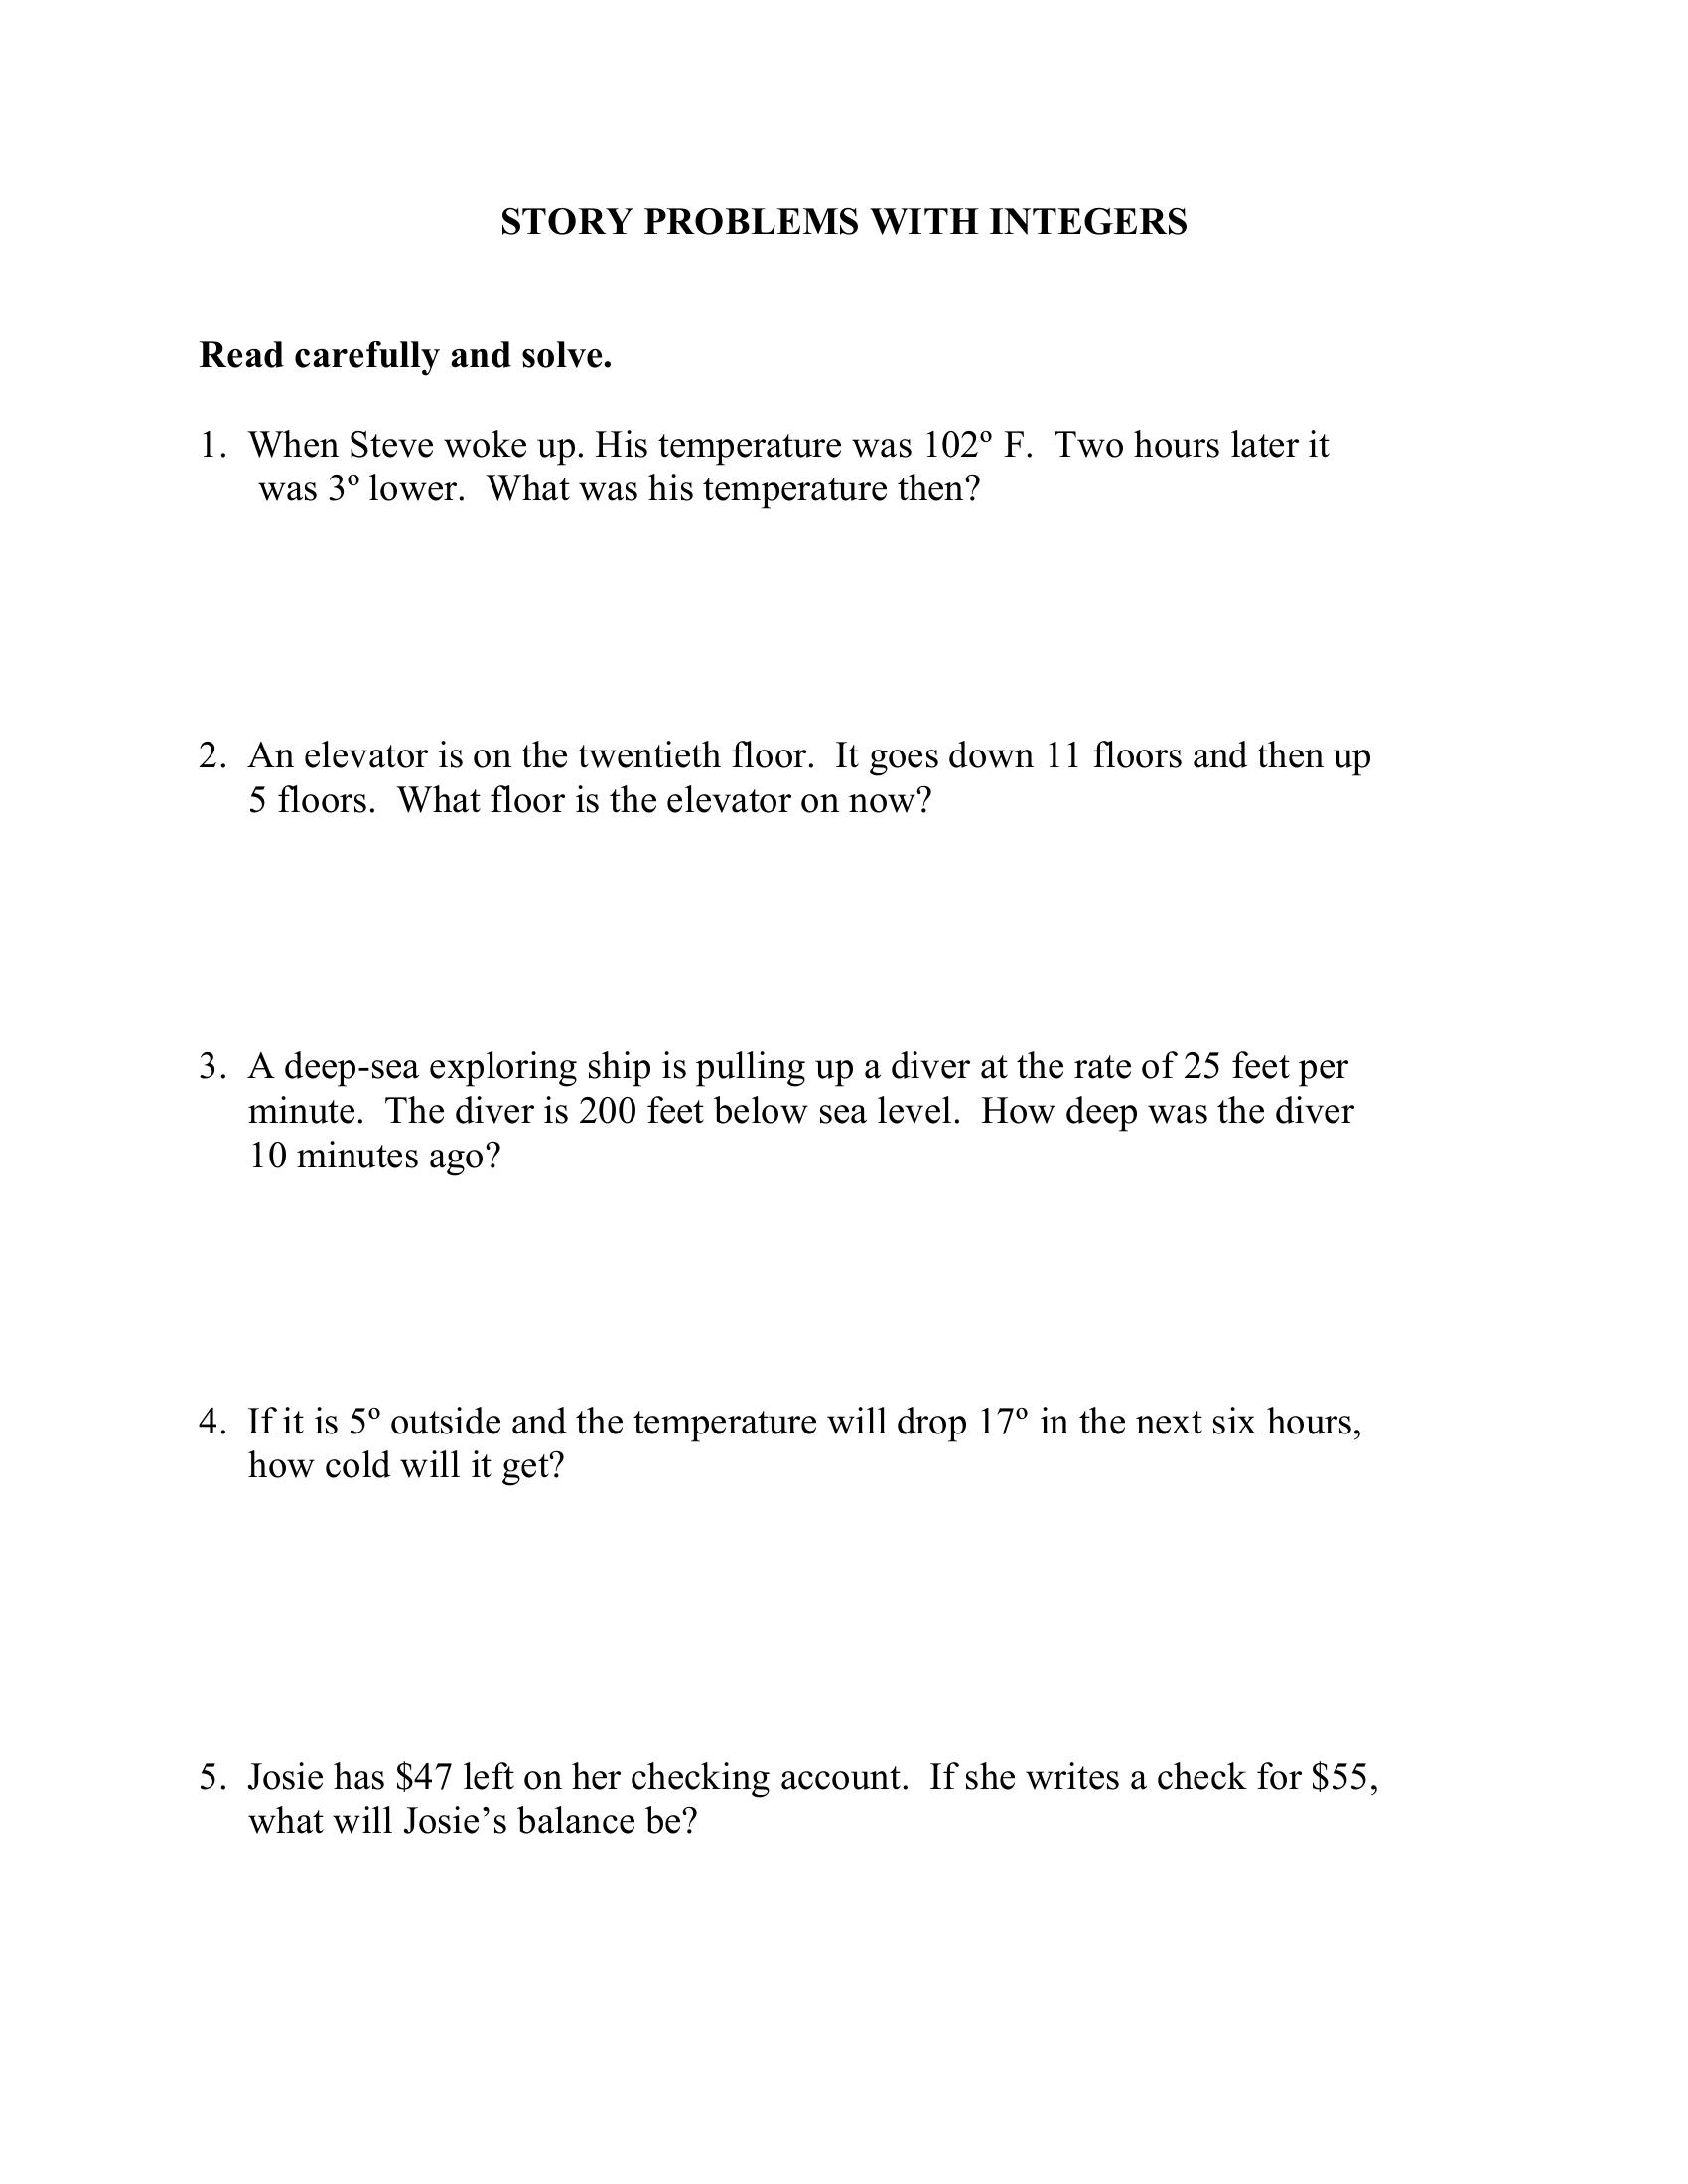 STORY PROBLEMS WITH INTEGERS
Read carefully and solve.
1. When Steve woke up. His temperature was 102º F. Two hours later it
was 3º lower. What was his temperature then?
2. An elevator is on the twentieth floor. It goes down 11 floors and then up
5 floors. What floor is the elevator on now?
3. A deep-sea exploring ship is pulling up a diver at the rate of 25 feet per
minute. The diver is 200 feet below sea level. How deep was the diver
10 minutes ago?
4. If it is 5º outside and the temperature will drop 17º in the next six hours,
how cold will it get?
5. Josie has $47 left on her checking account. If she writes a check for $55,
what will Josie’s balance be?